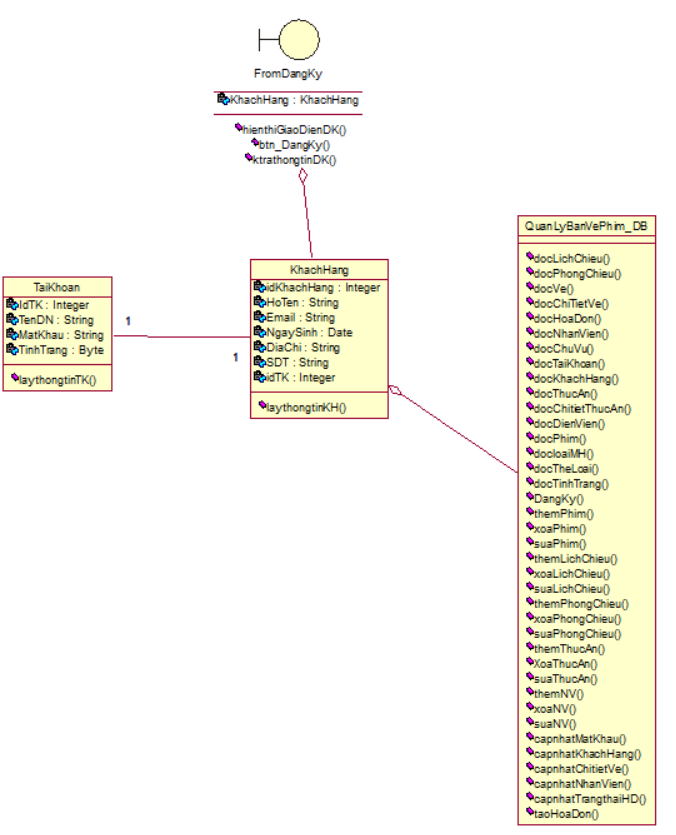 FromDangKy
KhachHang : KhachHang
hienthiGiaoDienDK()
btn_DangKy()
ktrathongtinDK()
TaiKhoan
IdTK : Integer
TenDN : String
MatKhau : String
TinhTrang : Byte
laythongtinTK()
1
1
KhachHang
idKhachHang : Integer
HoTen : String
Email : String
NgaySinh : Date
DiaChi : String
SDT : String
idTK : Integer
laythongtinKH()
QuanLyBanVePhim_DB
docLichChieu()
docPhongChieu()
docVe()
docChiTietVe()
docHoaDon()
docNhanVien()
docChuVu()
docTaiKhoan()
docKhachHang()
docThucAn()
docChitietThucAn()
docDienVien()
docPhim()
docloaiMH()
docTheLoai()
docTinhTrang()
DangKy()
themPhim()
xoaPhim()
suaPhim()
themLichChieu()
xoaLichChieu()
suaLichChieu()
themPhongChieu()
xoaPhongChieu()
suaPhongChieu()
themThucAn()
XoaThucAn()
suaThucAn()
themNV()
xoaNV()
suaNV()
capnhatMatKhau()
capnhatKhachHang()
capnhatChitietVe()
capnhatNhanVien()
capnhatTrangthaiHD()
taoHoaDon()